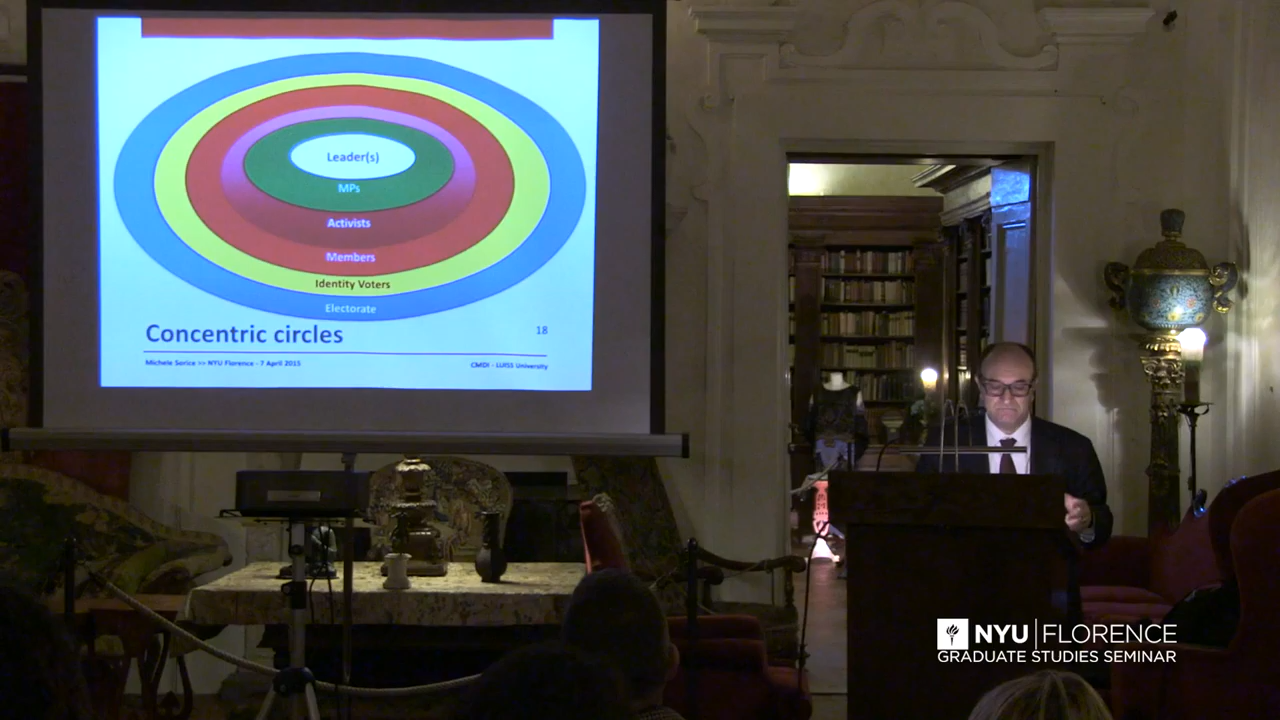 Leader(s)
MPs
Activists
Members
Identity Voters
Electorate
Concentric circles
18
Michele Sorice >> NYU Florence - 7 April 2015
CMDI - LUISS University
NYU FLORENCE
GRADUATE STUDIES SEMINAR